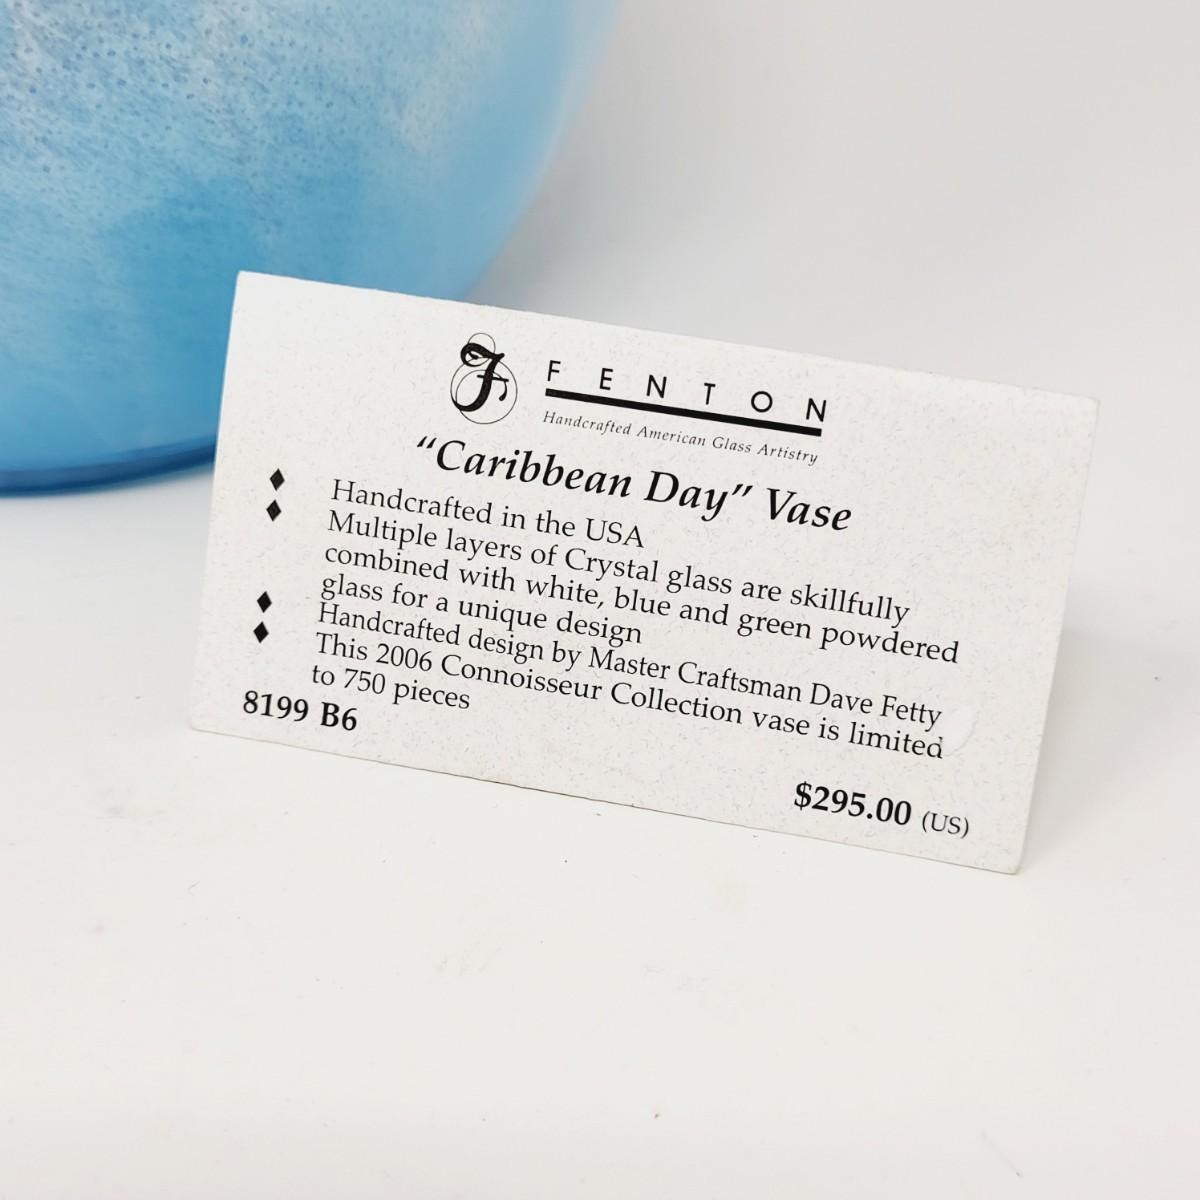 F
FENTON
Handcrafted American Glass Artistry
“Caribbean Day” Vase
♦ Handcrafted in the USA
♦ Multiple layers of Crystal glass are skillfully
combined with white, blue and green powdered
glass for a unique design
♦ Handcrafted design by Master Craftsman Dave Fetty
♦ This 2006 Connoisseur Collection vase is limited
to 750 pieces
8199 B6
$295.00 (US)